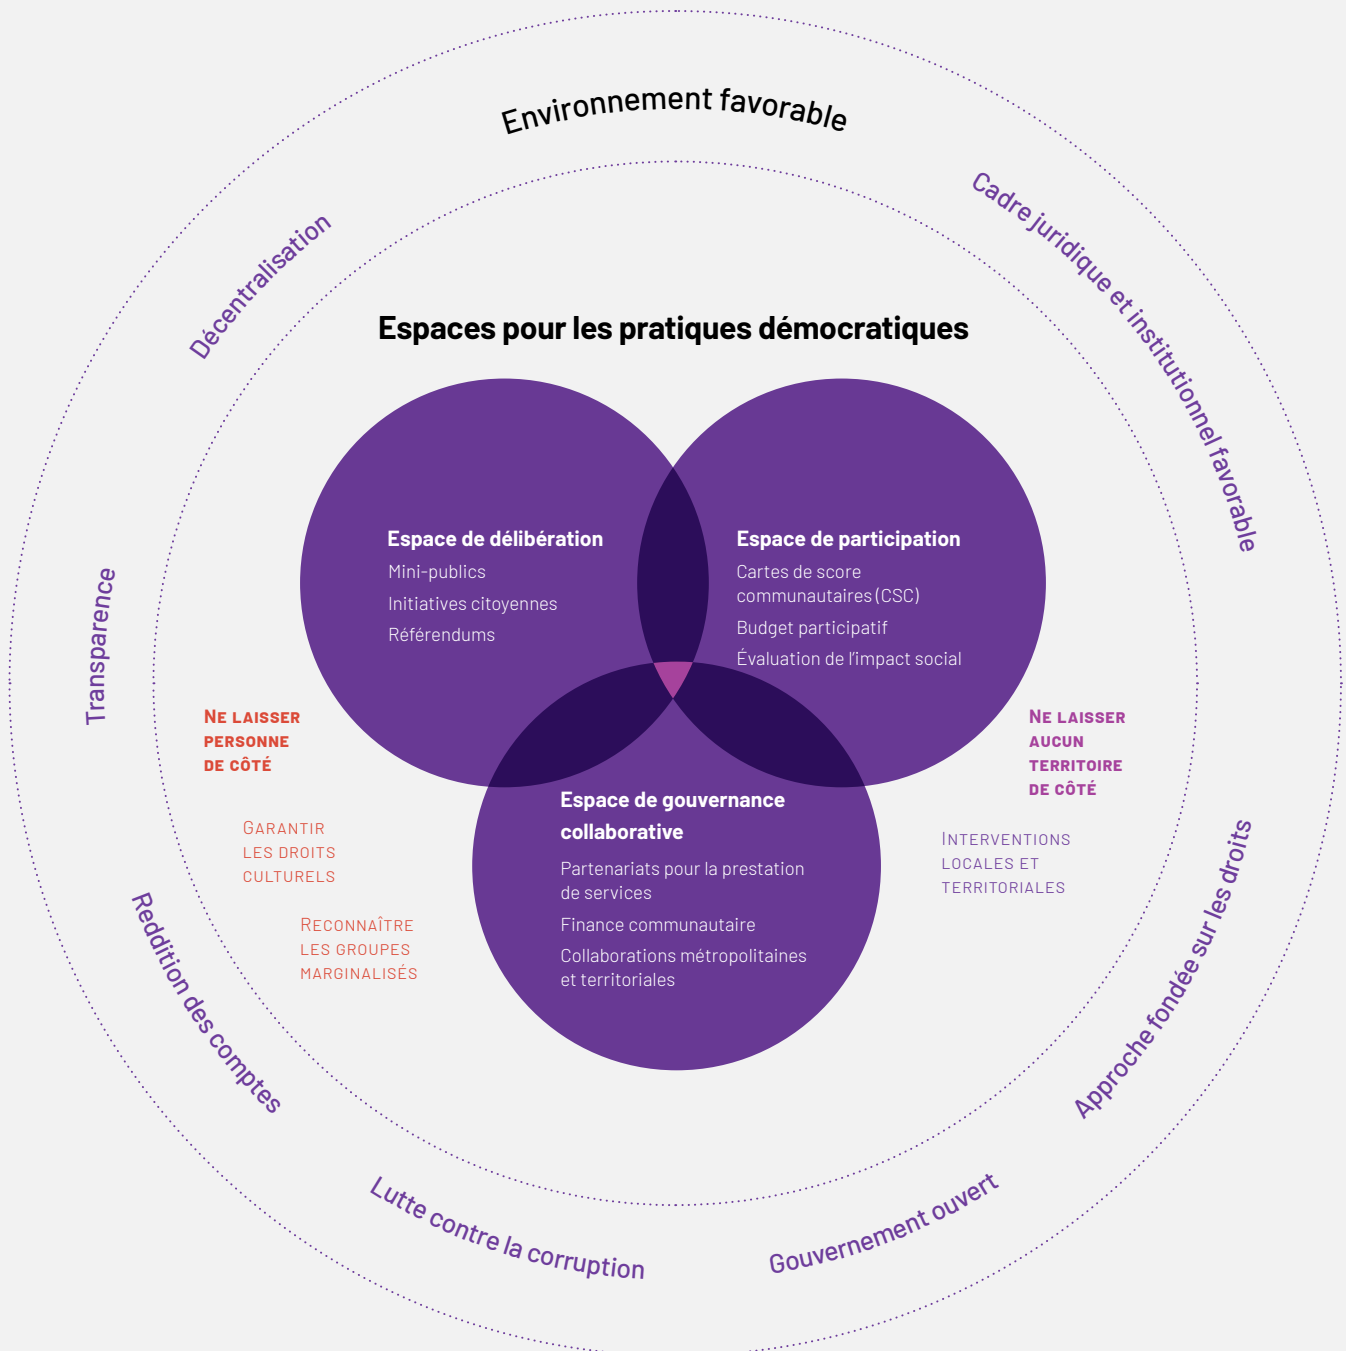 Environnement favorable
Cadre juridique et institutionnel favorable
Décentralisation
Transparence
Reddition des comptes
Lutte contre la corruption
Gouvernement ouvert
Approche fondée sur les droits
Espaces pour les pratiques démocratiques
Espace de délibération
Mini-publics
Initiatives citoyennes
Référendums
Espace de participation
Cartes de score
communautaires (CSC)
Budget participatif
Évaluation de l'impact social
Espace de gouvernance
collaborative
Partenariats pour la prestation
de services
Finance communautaire
Collaborations métropolitaines
et territoriales
NE LAISSER
PERSONNE
DE CÔTÉ
GARANTIR
LES DROITS
CULTURELS
RECONNAÎTRE
LES GROUPES
MARGINALISÉS
NE LAISSER
AUCUN
TERRITOIRE
DE CÔTÉ
INTERVENTIONS
LOCALES ET
TERRITORIALES